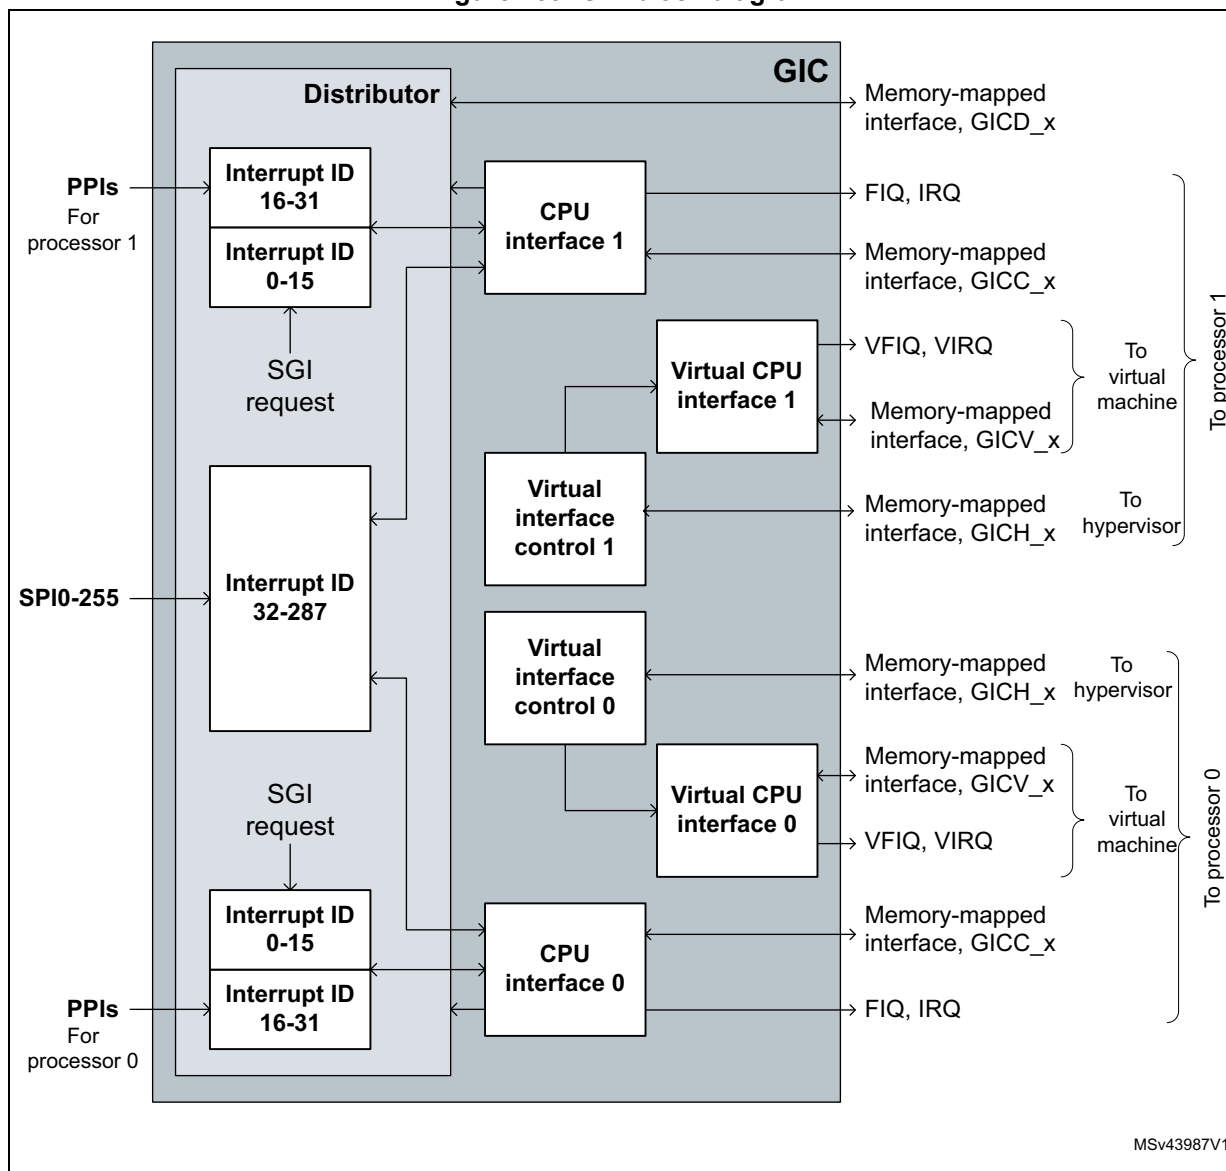 GIC
Distributor
Memory-mapped
interface, GICD_x
PPIs
For
processor 1
Interrupt ID
16-31
Interrupt ID
0-15
SGI
request
CPU
interface 1
FIQ, IRQ
Memory-mapped
interface, GICC_x
Virtual CPU
interface 1
VFIQ, VIRQ
Memory-mapped
interface, GICV_x
To
virtual
machine
To processor 1
Virtual
interface
control 1
Memory-mapped
interface, GICH_x
To
hypervisor
SPI0-255
Interrupt ID
32-287
Virtual
interface
control 0
Memory-mapped
interface, GICH_x
To
hypervisor
Virtual CPU
interface 0
Memory-mapped
interface, GICV_x
VFIQ, VIRQ
To
virtual
machine
To processor 0
SGI
request
Interrupt ID
0-15
Interrupt ID
16-31
PPIs
For
processor 0
CPU
interface 0
Memory-mapped
interface, GICC_x
FIQ, IRQ
MSv43987V1